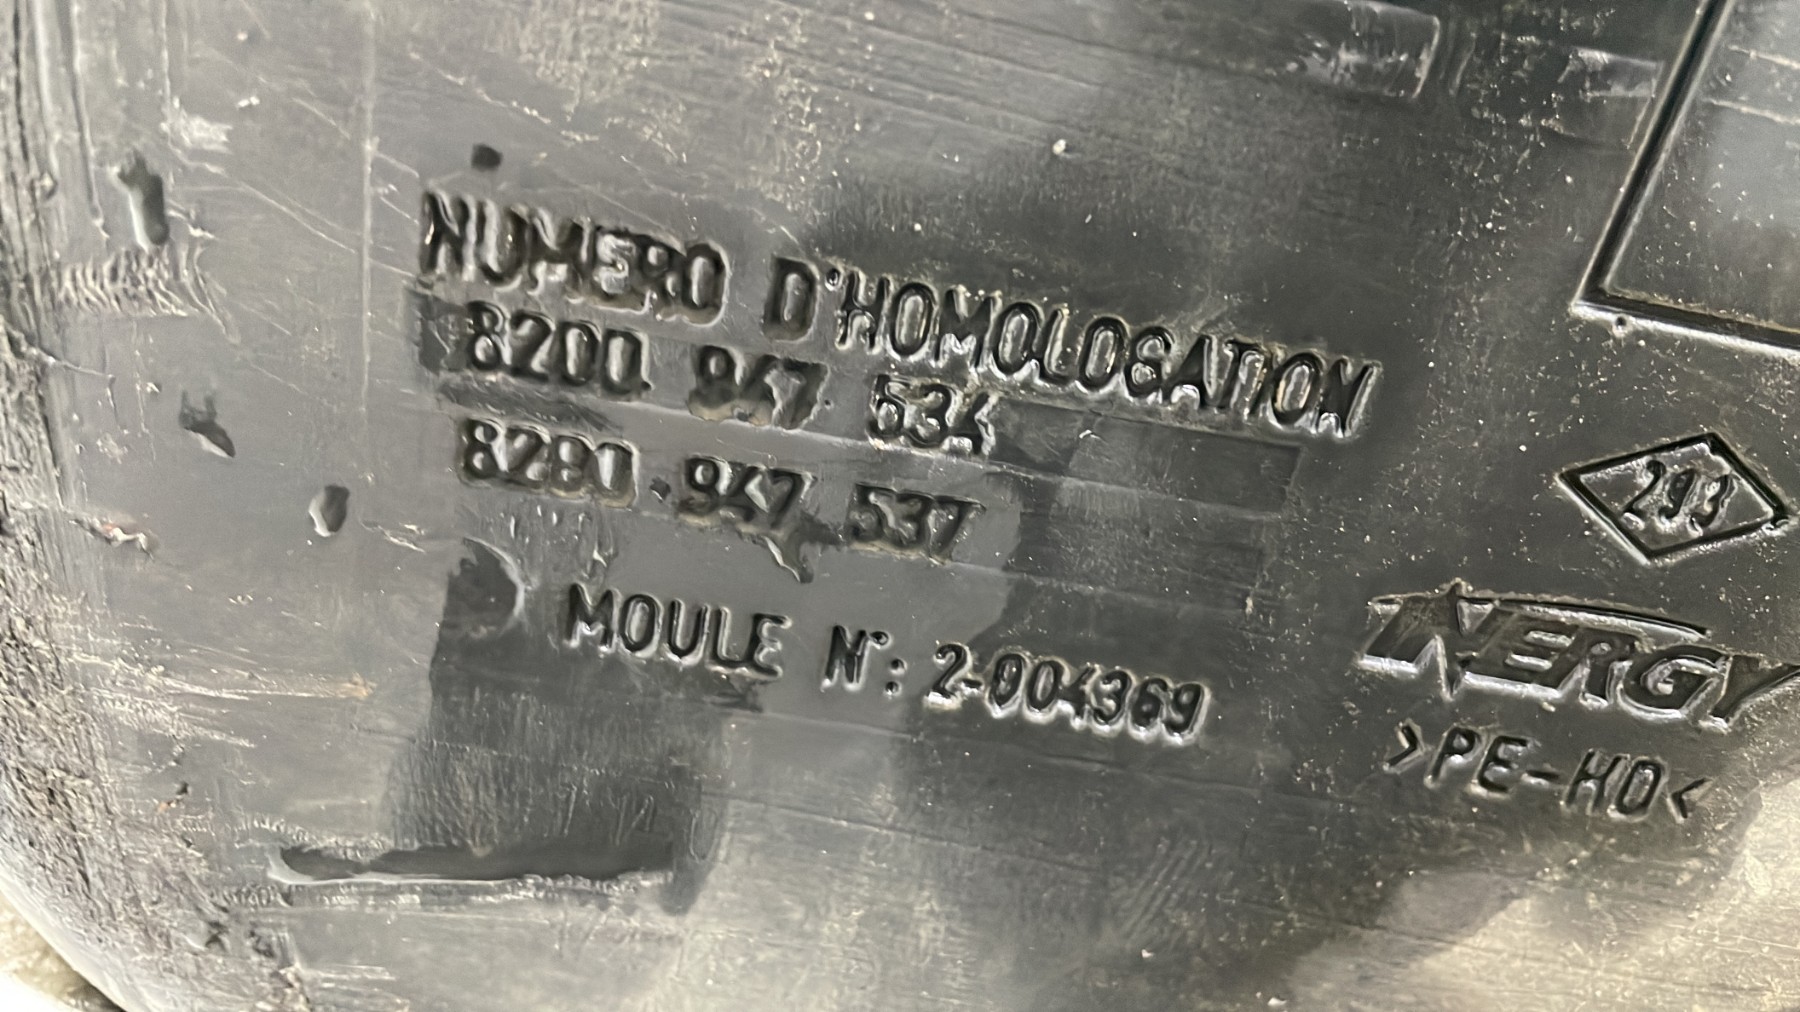 NUMERO D'HOMOLOGATION
8200 947 534
8200 947 537
MOULE N°: 2-004369
293
INERGY
>PE-HD<